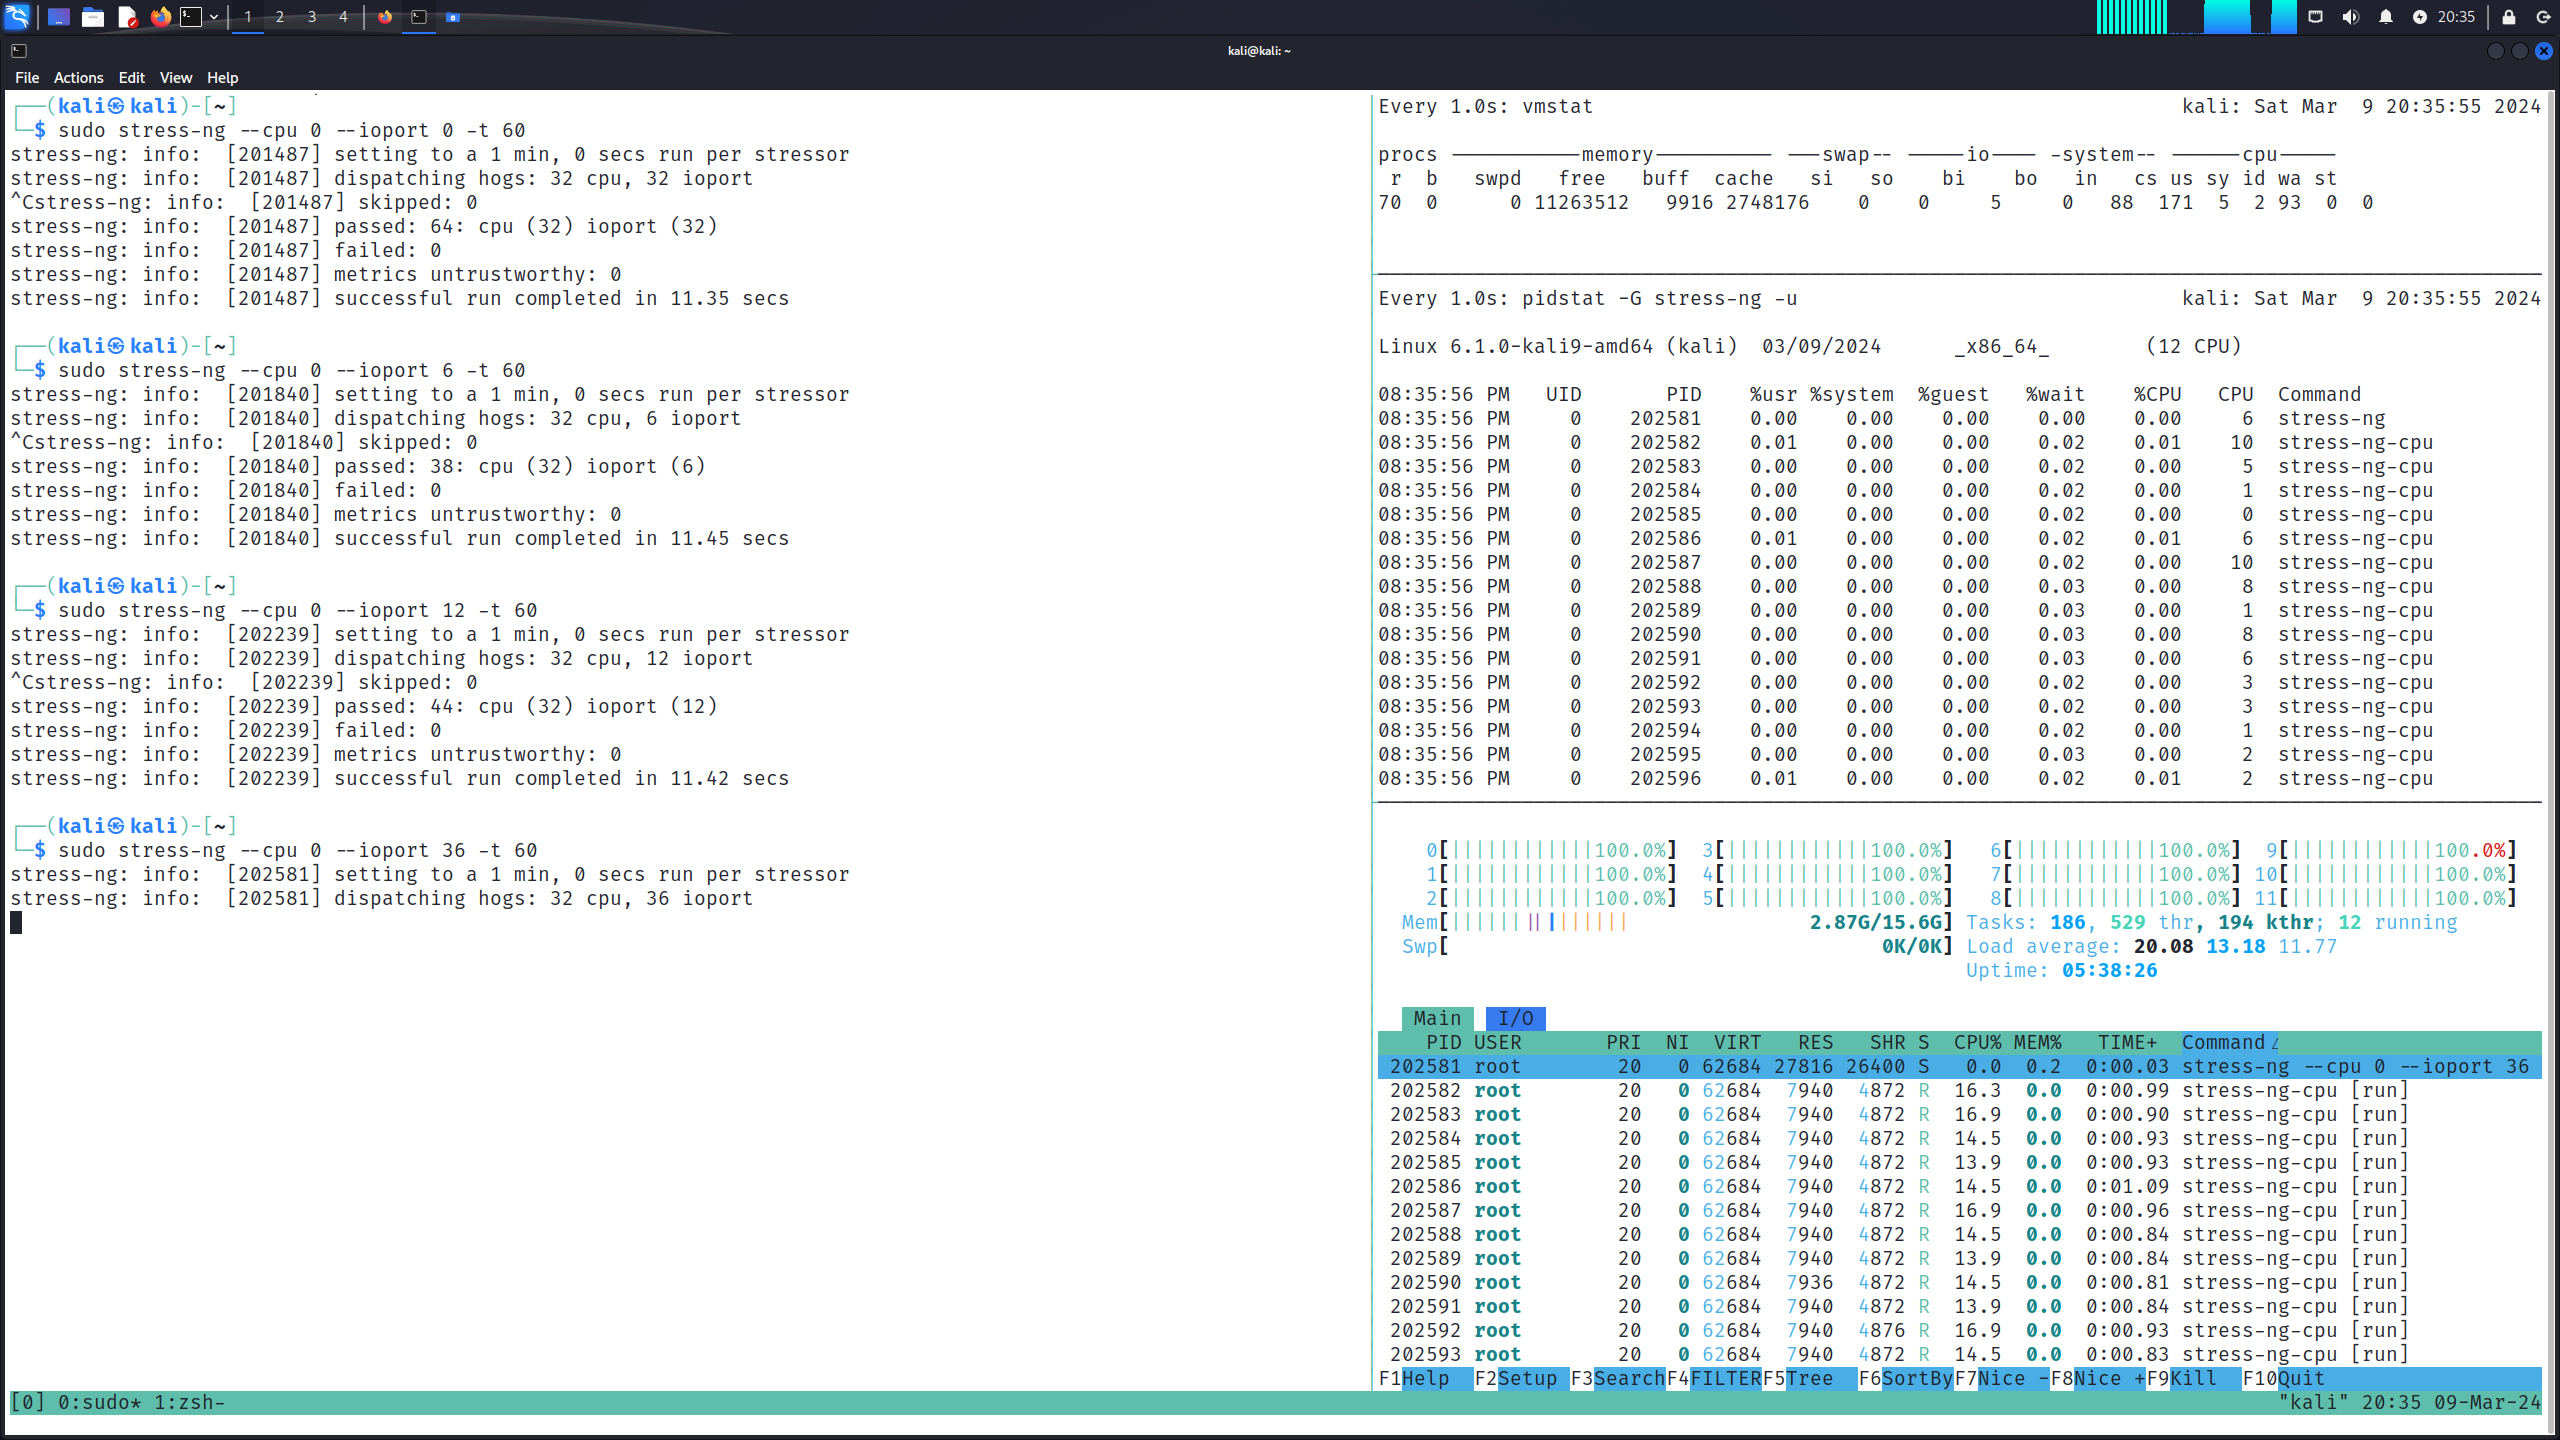 1 2 3 4 20:35
kali@kali: ~
File Actions Edit View Help
┌──(kali㉿kali)-[~]
└─$ sudo stress-ng --cpu 0 --ioport 0 -t 60
stress-ng: info:  [201487] setting to a 1 min, 0 secs run per stressor
stress-ng: info:  [201487] dispatching hogs: 32 cpu, 32 ioport
^Cstress-ng: info:  [201487] skipped: 0
stress-ng: info:  [201487] passed: 64: cpu (32) ioport (32)
stress-ng: info:  [201487] failed: 0
stress-ng: info:  [201487] metrics untrustworthy: 0
stress-ng: info:  [201487] successful run completed in 11.35 secs
┌──(kali㉿kali)-[~]
└─$ sudo stress-ng --cpu 0 --ioport 6 -t 60
stress-ng: info:  [201840] setting to a 1 min, 0 secs run per stressor
stress-ng: info:  [201840] dispatching hogs: 32 cpu, 6 ioport
^Cstress-ng: info:  [201840] skipped: 0
stress-ng: info:  [201840] passed: 38: cpu (32) ioport (6)
stress-ng: info:  [201840] failed: 0
stress-ng: info:  [201840] metrics untrustworthy: 0
stress-ng: info:  [201840] successful run completed in 11.45 secs
┌──(kali㉿kali)-[~]
└─$ sudo stress-ng --cpu 0 --ioport 12 -t 60
stress-ng: info:  [202239] setting to a 1 min, 0 secs run per stressor
stress-ng: info:  [202239] dispatching hogs: 32 cpu, 12 ioport
^Cstress-ng: info:  [202239] skipped: 0
stress-ng: info:  [202239] passed: 44: cpu (32) ioport (12)
stress-ng: info:  [202239] failed: 0
stress-ng: info:  [202239] metrics untrustworthy: 0
stress-ng: info:  [202239] successful run completed in 11.42 secs
┌──(kali㉿kali)-[~]
└─$ sudo stress-ng --cpu 0 --ioport 36 -t 60
stress-ng: info:  [202581] setting to a 1 min, 0 secs run per stressor
stress-ng: info:  [202581] dispatching hogs: 32 cpu, 36 ioport
Every 1.0s: vmstat kali: Sat Mar  9 20:35:55 2024
procs -----------memory---------- ---swap-- -----io---- -system-- ------cpu-----
r b swpd free buff cache si so bi bo in cs us sy id wa st
70 0 0 11263512 9916 2748176 0 0 5 0 88 171 5 2 93 0 0
Every 1.0s: pidstat -G stress-ng -u kali: Sat Mar  9 20:35:55 2024
Linux 6.1.0-kali9-amd64 (kali) 03/09/2024 _x86_64_ (12 CPU)
08:35:56 PM UID PID %usr %system %guest %wait %CPU CPU Command
08:35:56 PM 0 202581 0.00 0.00 0.00 0.00 0.00 6 stress-ng
08:35:56 PM 0 202582 0.01 0.00 0.00 0.02 0.01 10 stress-ng-cpu
08:35:56 PM 0 202583 0.00 0.00 0.00 0.02 0.00 5 stress-ng-cpu
08:35:56 PM 0 202584 0.00 0.00 0.00 0.02 0.00 1 stress-ng-cpu
08:35:56 PM 0 202585 0.00 0.00 0.00 0.02 0.00 0 stress-ng-cpu
08:35:56 PM 0 202586 0.01 0.00 0.00 0.02 0.01 6 stress-ng-cpu
08:35:56 PM 0 202587 0.00 0.00 0.00 0.02 0.00 10 stress-ng-cpu
08:35:56 PM 0 202588 0.00 0.00 0.00 0.03 0.00 8 stress-ng-cpu
08:35:56 PM 0 202589 0.00 0.00 0.00 0.03 0.00 1 stress-ng-cpu
08:35:56 PM 0 202590 0.00 0.00 0.00 0.03 0.00 8 stress-ng-cpu
08:35:56 PM 0 202591 0.00 0.00 0.00 0.03 0.00 6 stress-ng-cpu
08:35:56 PM 0 202592 0.00 0.00 0.00 0.02 0.00 3 stress-ng-cpu
08:35:56 PM 0 202593 0.00 0.00 0.00 0.02 0.00 3 stress-ng-cpu
08:35:56 PM 0 202594 0.00 0.00 0.00 0.02 0.00 1 stress-ng-cpu
08:35:56 PM 0 202595 0.00 0.00 0.00 0.03 0.00 2 stress-ng-cpu
08:35:56 PM 0 202596 0.01 0.00 0.00 0.02 0.01 2 stress-ng-cpu
0[||||||||||||100.0%] 3[||||||||||||100.0%] 6[||||||||||||100.0%] 9[||||||||||||100.0%]
1[||||||||||||100.0%] 4[||||||||||||100.0%] 7[||||||||||||100.0%] 10[||||||||||||100.0%]
2[||||||||||||100.0%] 5[||||||||||||100.0%] 8[||||||||||||100.0%] 11[||||||||||||100.0%]
Mem[||||||||||||||| 2.87G/15.6G] Tasks: 186, 529 thr, 194 kthr; 12 running
Swp[ 0K/0K] Load average: 20.08 13.18 11.77
Uptime: 05:38:26
Main I/O
PID USER PRI NI VIRT RES SHR S CPU% MEM% TIME+ Command△
202581 root 20 0 62684 27816 26400 S 0.0 0.2 0:00.03 stress-ng --cpu 0 --ioport 36
202582 root 20 0 62684 7940 4872 R 16.3 0.0 0:00.99 stress-ng-cpu [run]
202583 root 20 0 62684 7940 4872 R 16.9 0.0 0:00.90 stress-ng-cpu [run]
202584 root 20 0 62684 7940 4872 R 14.5 0.0 0:00.93 stress-ng-cpu [run]
202585 root 20 0 62684 7940 4872 R 13.9 0.0 0:00.93 stress-ng-cpu [run]
202586 root 20 0 62684 7940 4872 R 14.5 0.0 0:01.09 stress-ng-cpu [run]
202587 root 20 0 62684 7940 4872 R 16.9 0.0 0:00.96 stress-ng-cpu [run]
202588 root 20 0 62684 7940 4872 R 14.5 0.0 0:00.84 stress-ng-cpu [run]
202589 root 20 0 62684 7940 4872 R 13.9 0.0 0:00.84 stress-ng-cpu [run]
202590 root 20 0 62684 7936 4872 R 14.5 0.0 0:00.81 stress-ng-cpu [run]
202591 root 20 0 62684 7940 4872 R 13.9 0.0 0:00.84 stress-ng-cpu [run]
202592 root 20 0 62684 7940 4876 R 16.9 0.0 0:00.93 stress-ng-cpu [run]
202593 root 20 0 62684 7940 4872 R 14.5 0.0 0:00.83 stress-ng-cpu [run]
F1Help F2Setup F3SearchF4FILTERF5Tree F6SortByF7Nice -F8Nice +F9Kill F10Quit
[0] 0:sudo* 1:zsh- "kali" 20:35 09-Mar-24